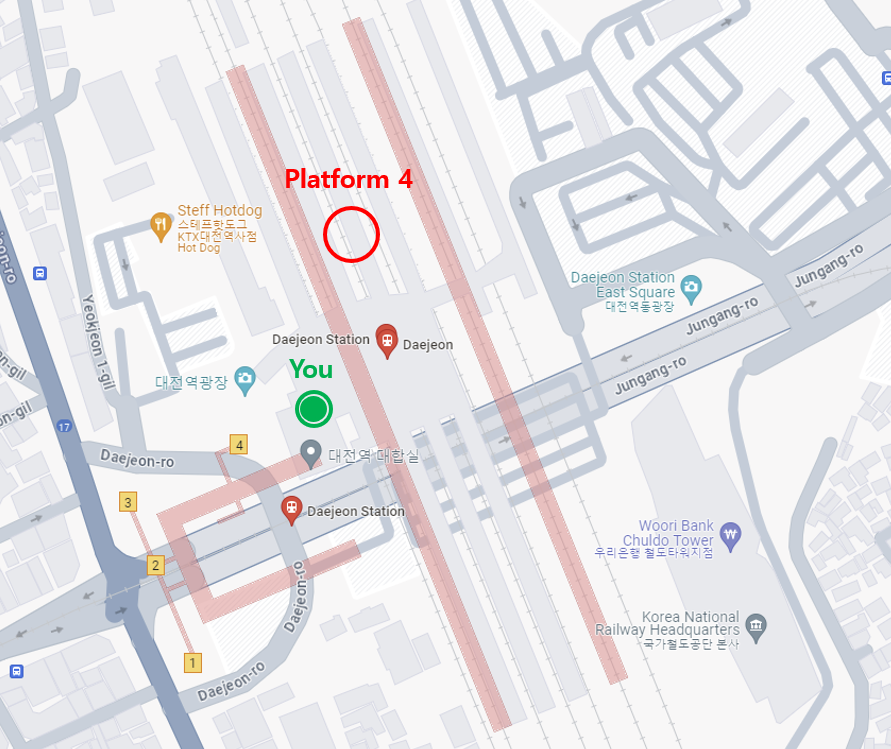 Platform 4
Steff Hotdog
스테프핫도그
KTX대전역사점
Hot Dog
Daejeon Station
East Square
대전역동광장
Jungang-ro
Jungang-ro
Jungang-ro
Yeokjeon 1-gil
Daejeon Station
Daejeon
You
대전역광장
17
4
대전역 대합실
Daejeon-ro
3
Daejeon Station
2
Woori Bank
Chuldo Tower
우리은행 철도타워지점
Daejeon-ro
Korea National
Railway Headquarters
국가철도공단 본사
1
Daejeon-ro